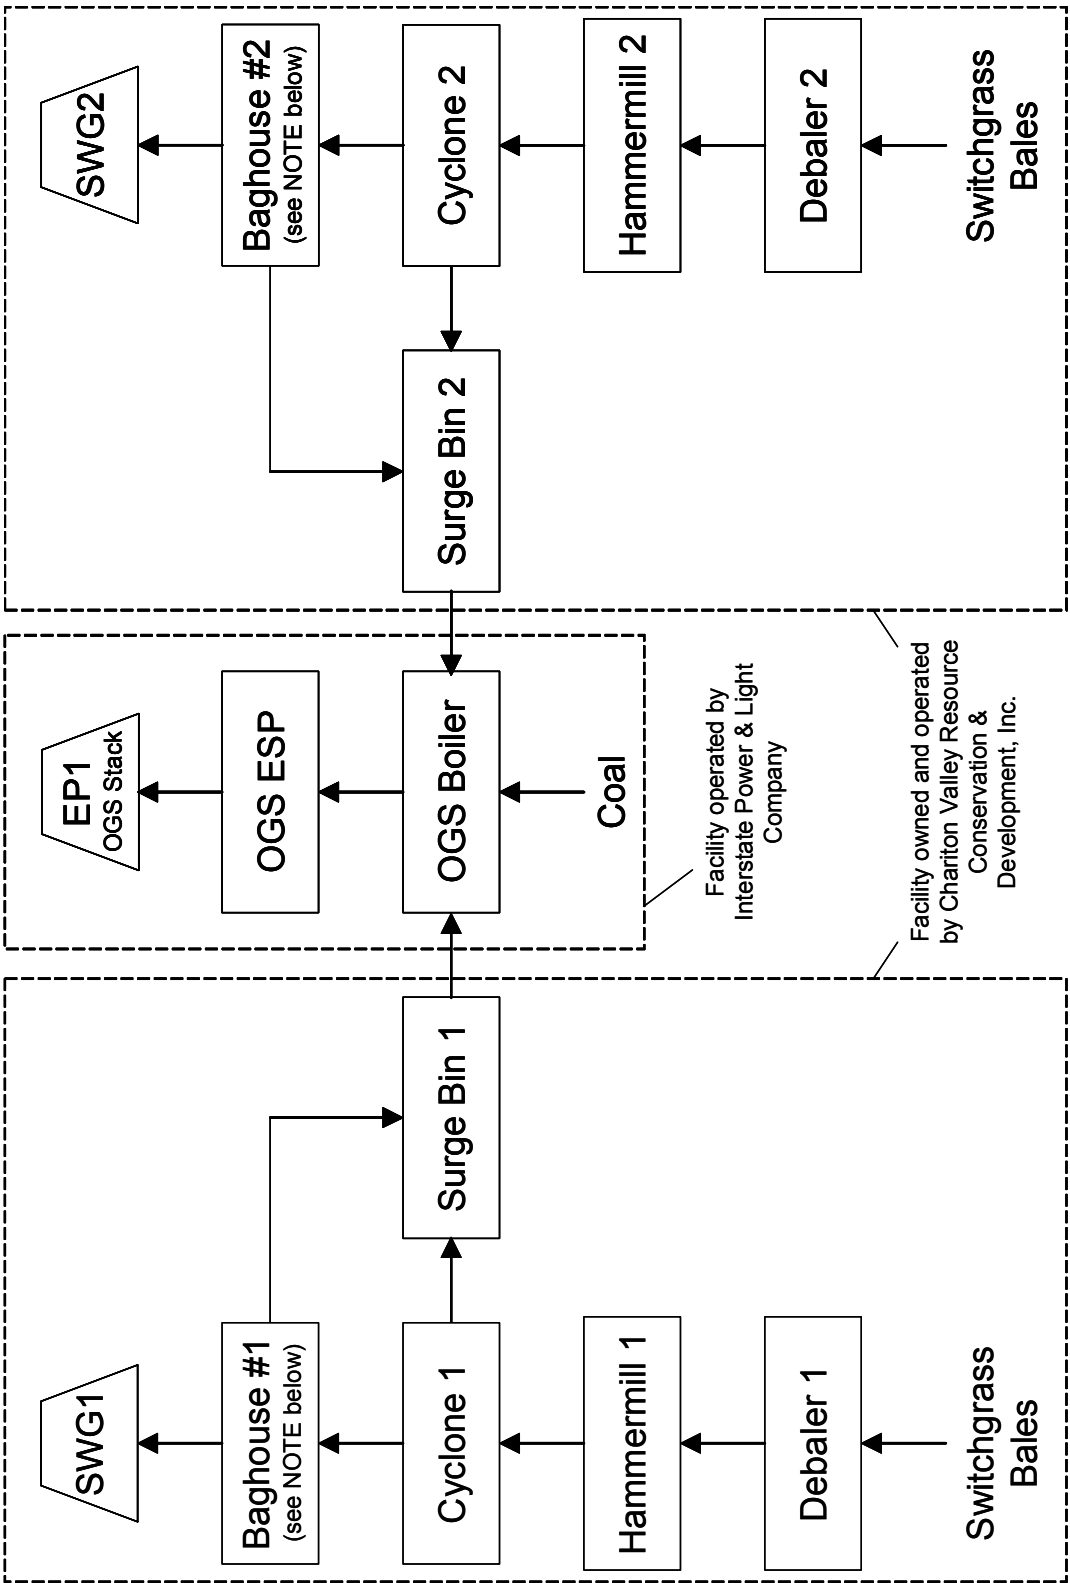 SWG1
Baghouse #1
(see NOTE below)
Cyclone 1
Hammermill 1
Debaler 1
Switchgrass
Bales
Surge Bin 1
EP1
OGS Stack
OGS ESP
OGS Boiler
Coal
Facility operated by
Interstate Power & Light
Company
Facility owned and operated
by Chariton Valley Resource
Conservation &
Development, Inc.
Surge Bin 2
SWG2
Baghouse #2
(see NOTE below)
Cyclone 2
Hammermill 2
Debaler 2
Switchgrass
Bales